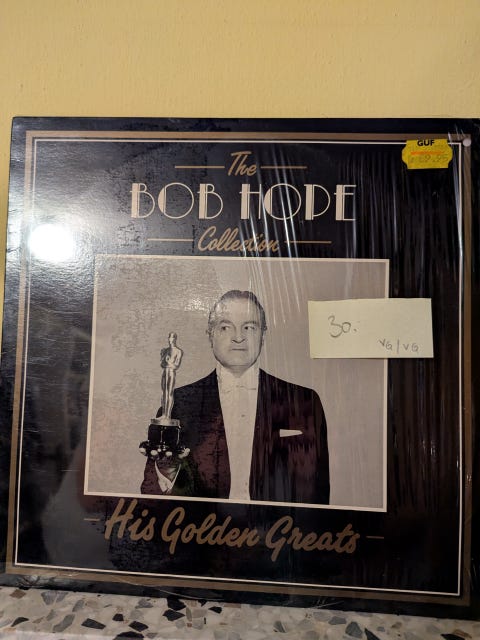 GUF
The
BOB HOPE
Collection
30.
VG/VG
His Golden Greats